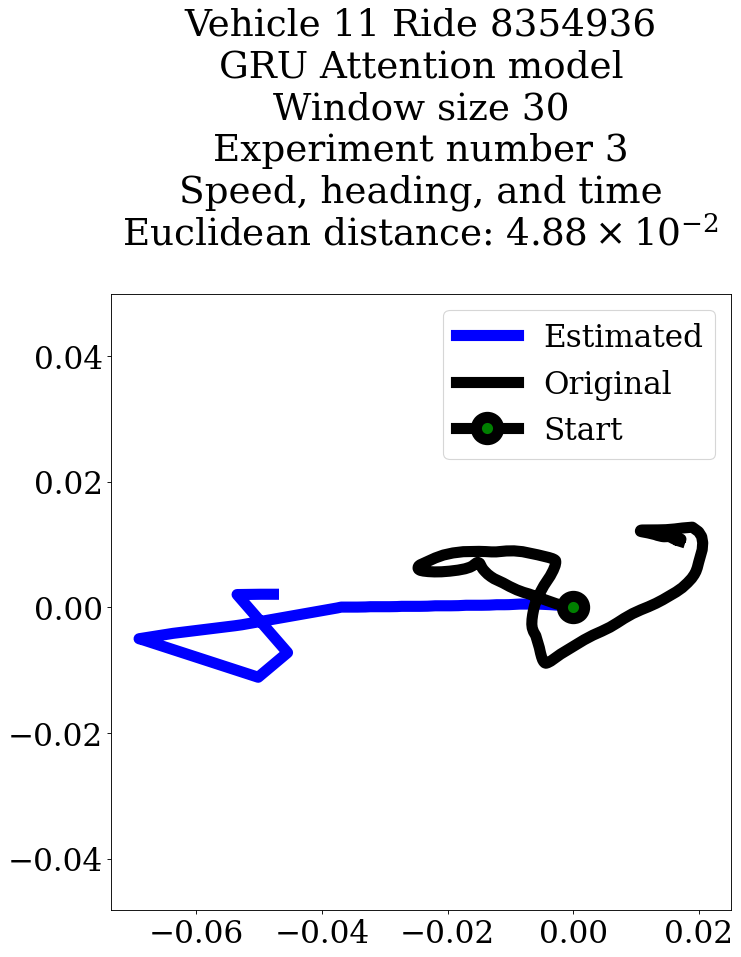 Vehicle 11 Ride 8354936
GRU Attention model
Window size 30
Experiment number 3
Speed, heading, and time
Euclidean distance: 4.88 × 10⁻²
Estimated
Original
Start
0.04
0.02
0.00
−0.02
−0.04
−0.06 −0.04 −0.02 0.00 0.02